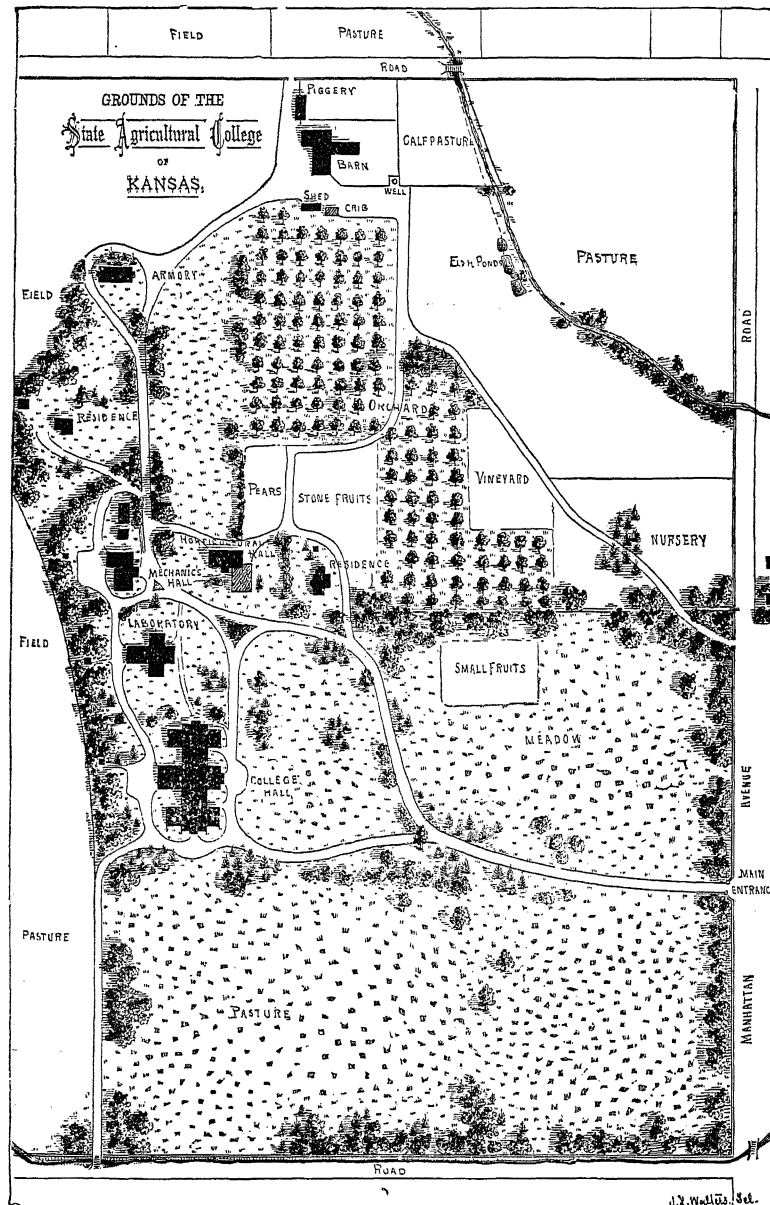 FIELD
PASTURE
ROAD
GROUNDS OF THE
State Agricultural College
OF
KANSAS.
PIGGERY
BARN
CALF PASTURE
WELL
SHED
CRIB
ARMORY
PONDS
PASTURE
FIELD
ROAD
RESIDENCE
ORCHARD
PEARS
STONE FRUITS
VINEYARD
NURSERY
HORTICULTURAL
HALL
MECHANICS
HALL
RESIDENCE
LABORATORY
FIELD
SMALL FRUITS
MEADOW
COLLEGE
HALL
AVENUE
MAIN
ENTRANC
PASTURE
PASTURE
MANHATTAN
ROAD